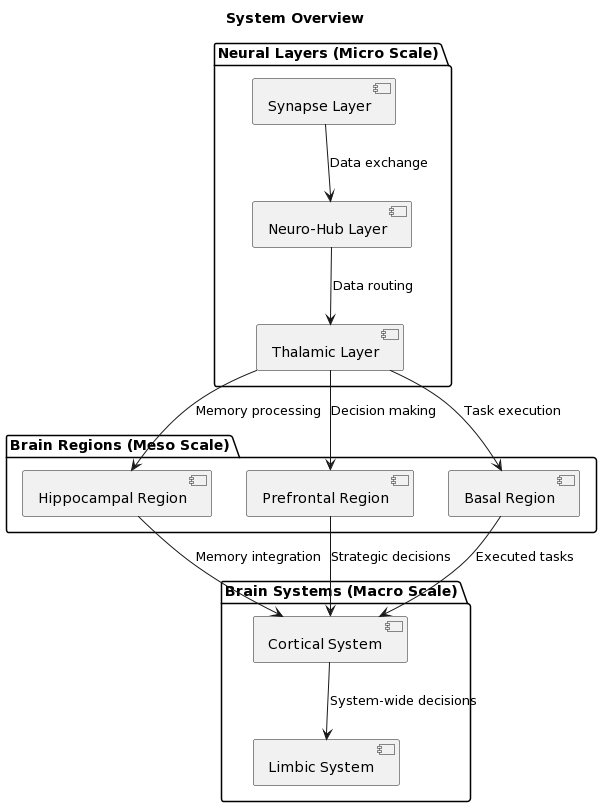 System Overview
Neural Layers (Micro Scale)
Synapse Layer
Data exchange
Neuro-Hub Layer
Data routing
Thalamic Layer
Memory processing
Decision making
Task execution
Brain Regions (Meso Scale)
Hippocampal Region
Prefrontal Region
Basal Region
Memory integration
Strategic decisions
Executed tasks
Brain Systems (Macro Scale)
Cortical System
System-wide decisions
Limbic System